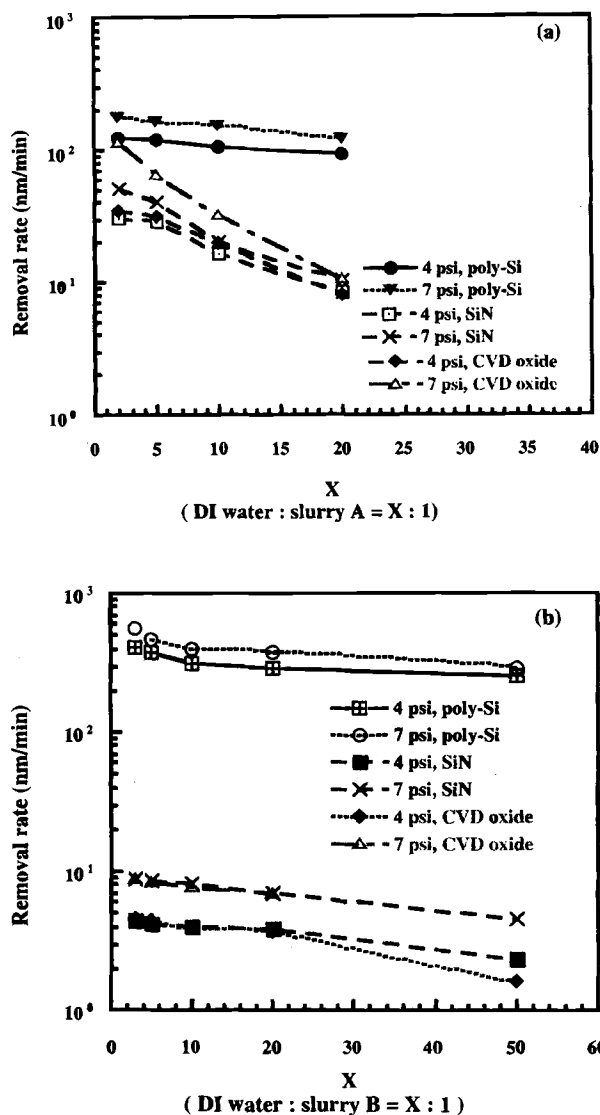 (a)
10³
10²
10¹
10⁰
Removal rate (nm/min)
4 psi, poly-Si
7 psi, poly-Si
4 psi, SiN
7 psi, SiN
4 psi, CVD oxide
7 psi, CVD oxide
0 5 10 15 20 25 30 35 40
X
( DI water : slurry A = X : 1)
(b)
10³
10²
10¹
10⁰
Removal rate (nm/min)
4 psi, poly-Si
7 psi, poly-Si
4 psi, SiN
7 psi, SiN
4 psi, CVD oxide
7 psi, CVD oxide
0 10 20 30 40 50 60
X
( DI water : slurry B = X : 1 )